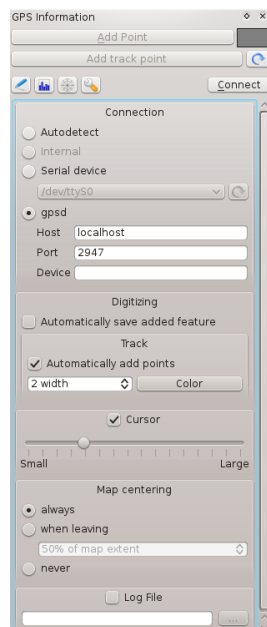 GPS Information
Add Point
Add track point
Connect
Connection
Autodetect
Internal
Serial device
/dev/ttyS0
gpsd
Host localhost
Port 2947
Device
Digitizing
Automatically save added feature
Track
Automatically add points
2 width Color
Cursor
Small Large
Map centering
always
when leaving
50% of map extent
never
Log File
...